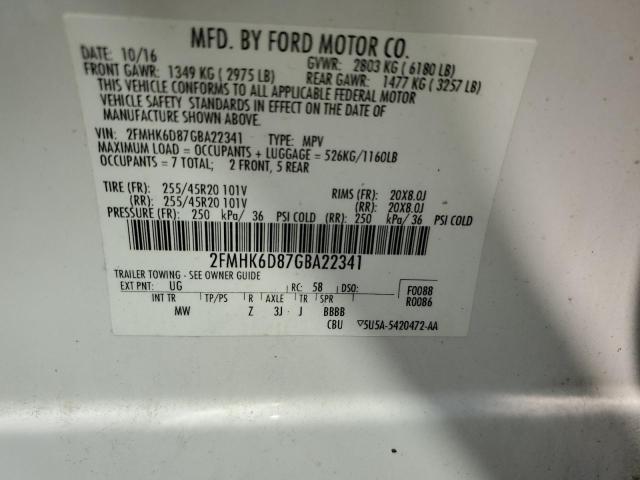 MFD. BY FORD MOTOR CO.
DATE: 10/16 GVWR: 2803 KG ( 6180 LB)
FRONT GAWR: 1349 KG ( 2975 LB) REAR GAWR: 1477 KG ( 3257 LB)
THIS VEHICLE CONFORMS TO ALL APPLICABLE FEDERAL MOTOR
VEHICLE SAFETY STANDARDS IN EFFECT ON THE DATE OF
MANUFACTURE SHOWN ABOVE.
VIN: 2FMHK6D87GBA22341 TYPE: MPV
MAXIMUM LOAD = OCCUPANTS + LUGGAGE = 526KG/1160LB
OCCUPANTS = 7 TOTAL; 2 FRONT, 5 REAR
TIRE (FR): 255/45R20 101V RIMS (FR): 20X8.0J
(RR): 255/45R20 101V (RR): 20X8.0J
PRESSURE (FR): 250 kPa/ 36 PSI COLD (RR): 250 kPa/ 36 PSI COLD
2FMHK6D87GBA22341
TRAILER TOWING - SEE OWNER GUIDE
EXT PNT: UG RC: 58 DSO: F0088
INT TR TP/PS R AXLE TR SPR R0086
MW Z 3J J BBBB
CBU ▽5U5A-5420472-AA